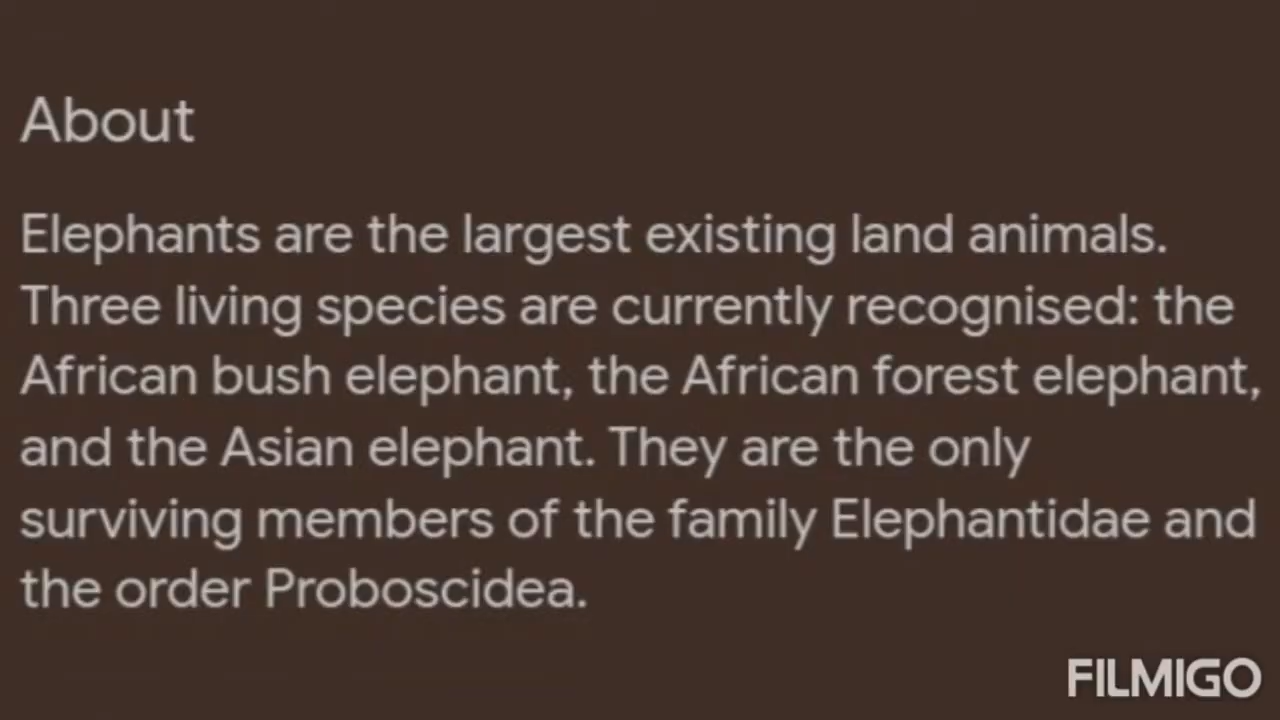 About
Elephants are the largest existing land animals.
Three living species are currently recognised: the
African bush elephant, the African forest elephant,
and the Asian elephant. They are the only
surviving members of the family Elephantidae and
the order Proboscidea.
FILMIGO